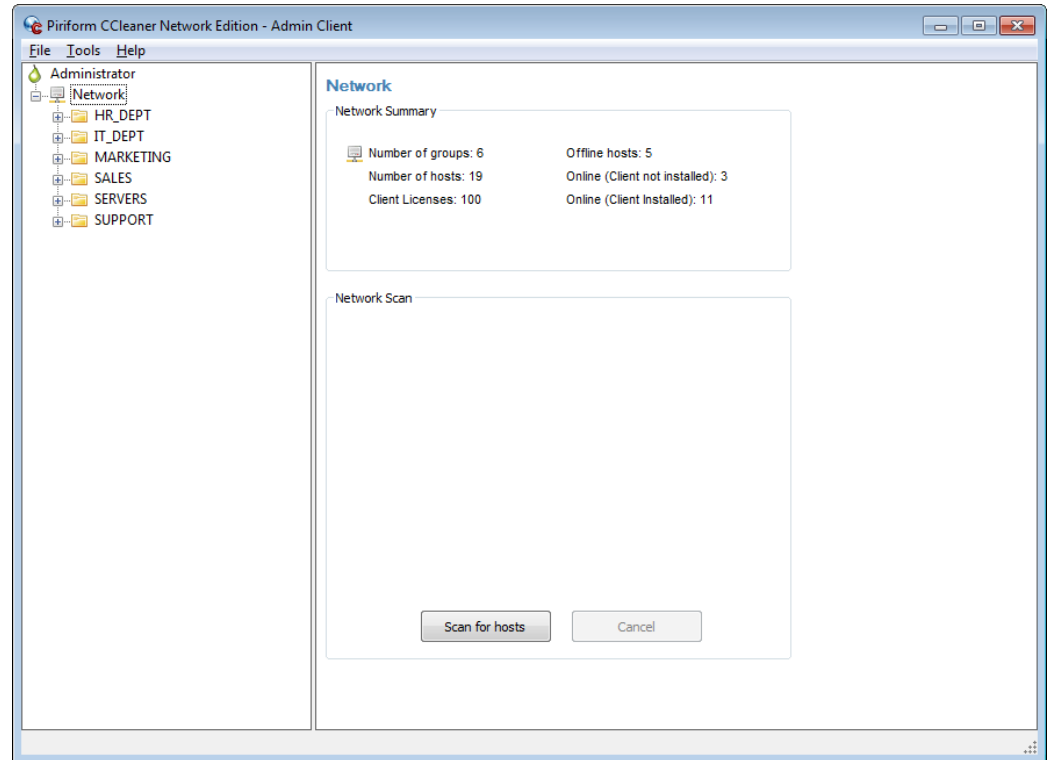 Piriform CCleaner Network Edition - Admin Client
File Tools Help
Administrator
Network
HR_DEPT
IT_DEPT
MARKETING
SALES
SERVERS
SUPPORT
Network
Network Summary
Number of groups: 6 Offline hosts: 5
Number of hosts: 19 Online (Client not installed): 3
Client Licenses: 100 Online (Client Installed): 11
Network Scan
Scan for hosts Cancel